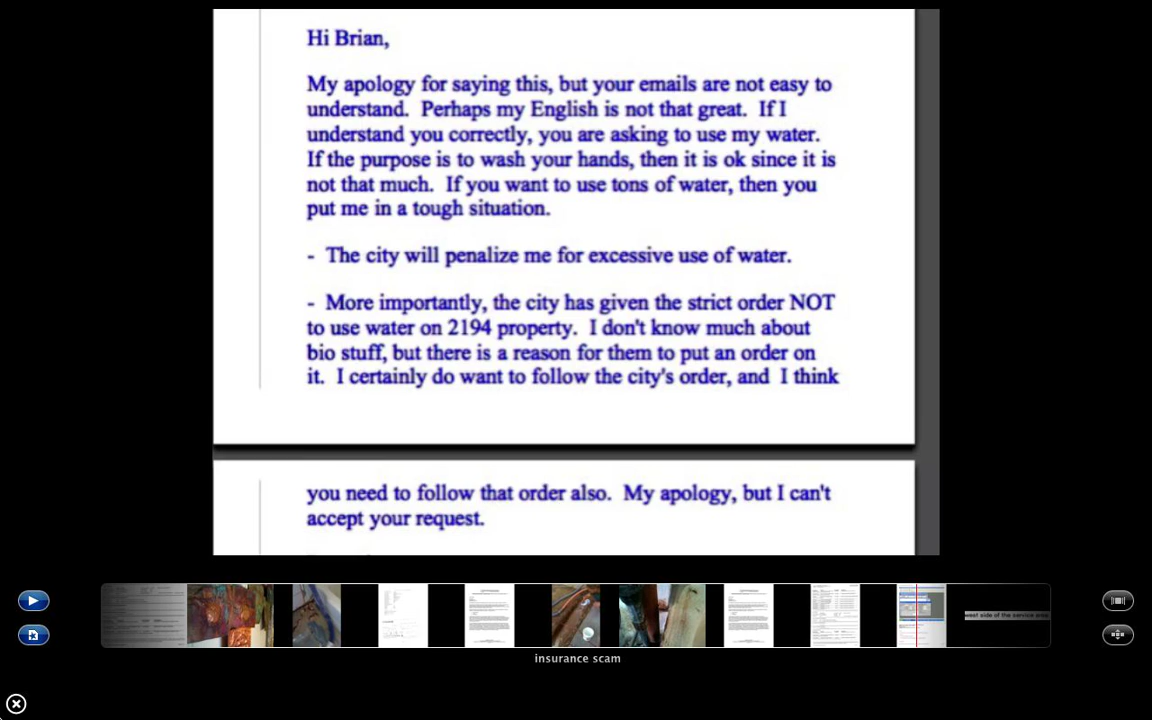 Hi Brian,
My apology for saying this, but your emails are not easy to
understand.  Perhaps my English is not that great.  If I
understand you correctly, you are asking to use my water.
If the purpose is to wash your hands, then it is ok since it is
not that much.  If you want to use tons of water, then you
put me in a tough situation.
-  The city will penalize me for excessive use of water.
-  More importantly, the city has given the strict order NOT
to use water on 2194 property.  I don't know much about
bio stuff, but there is a reason for them to put an order on
it.  I certainly do want to follow the city's order, and  I think
you need to follow that order also.  My apology, but I can't
accept your request.
west side of the service area
insurance scam